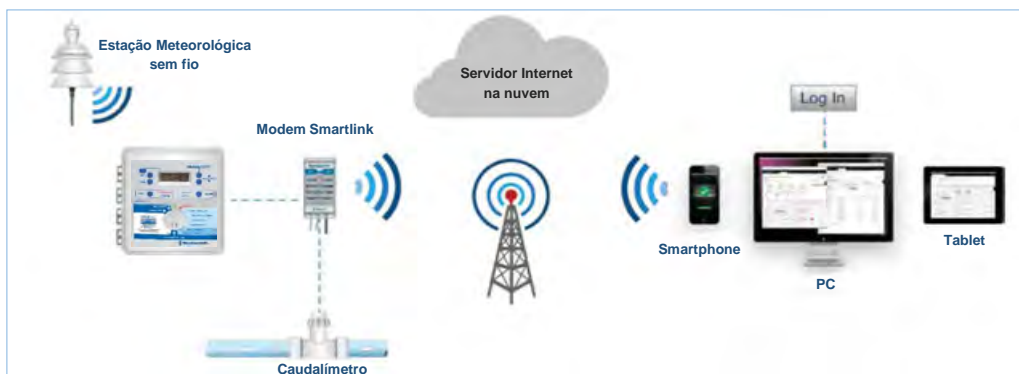 Estação Meteorológica
sem fio
Servidor Internet
na nuvem
Log In
Modem Smartlink
Smartphone
Tablet
PC
Caudalímetro